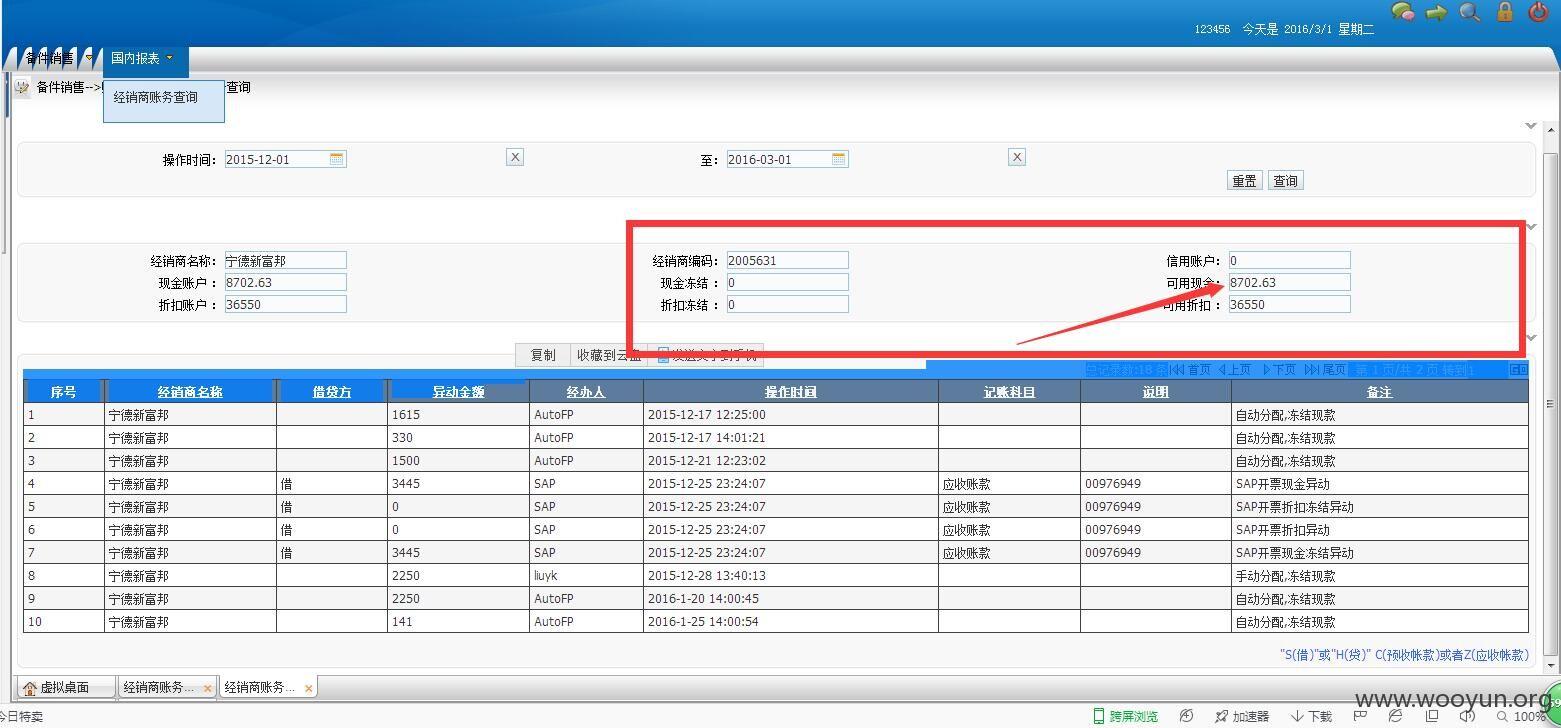 123456 今天是 2016/3/1 星期二
备件销售 国内报表
备件销售--> 查询
经销商账务查询
操作时间: 2015-12-01 X 至: 2016-03-01 X
重置 查询
经销商名称: 宁德新富邦 经销商编码: 2005631 信用账户: 0
现金账户: 8702.63 现金冻结: 0 可用现金: 8702.63
折扣账户: 36550 折扣冻结: 0 可用折扣: 36550
复制 收藏到云盘 发送文字到手机
总记录数:18 条 首页 上页 下页 尾页 第 1 页/共 2 页 转到 1 GO
序号 经销商名称 借贷方 异动金额 经办人 操作时间 记账科目 说明 备注
1 宁德新富邦 1615 AutoFP 2015-12-17 12:25:00 自动分配,冻结现款
2 宁德新富邦 330 AutoFP 2015-12-17 14:01:21 自动分配,冻结现款
3 宁德新富邦 1500 AutoFP 2015-12-21 12:23:02 自动分配,冻结现款
4 宁德新富邦 借 3445 SAP 2015-12-25 23:24:07 应收账款 00976949 SAP开票现金异动
5 宁德新富邦 借 0 SAP 2015-12-25 23:24:07 应收账款 00976949 SAP开票折扣冻结异动
6 宁德新富邦 借 0 SAP 2015-12-25 23:24:07 应收账款 00976949 SAP开票折扣异动
7 宁德新富邦 借 3445 SAP 2015-12-25 23:24:07 应收账款 00976949 SAP开票现金冻结异动
8 宁德新富邦 2250 liuyk 2015-12-28 13:40:13 手动分配,冻结现款
9 宁德新富邦 2250 AutoFP 2016-1-20 14:00:45 自动分配,冻结现款
10 宁德新富邦 141 AutoFP 2016-1-25 14:00:54 自动分配,冻结现款
"S(借)"或"H(贷)" C(预收帐款)或者Z(应收帐款)
虚拟桌面 经销商账务... × 经销商账务... ×
www.wooyun.org
今日特卖 跨屏浏览 加速器 下载 100%